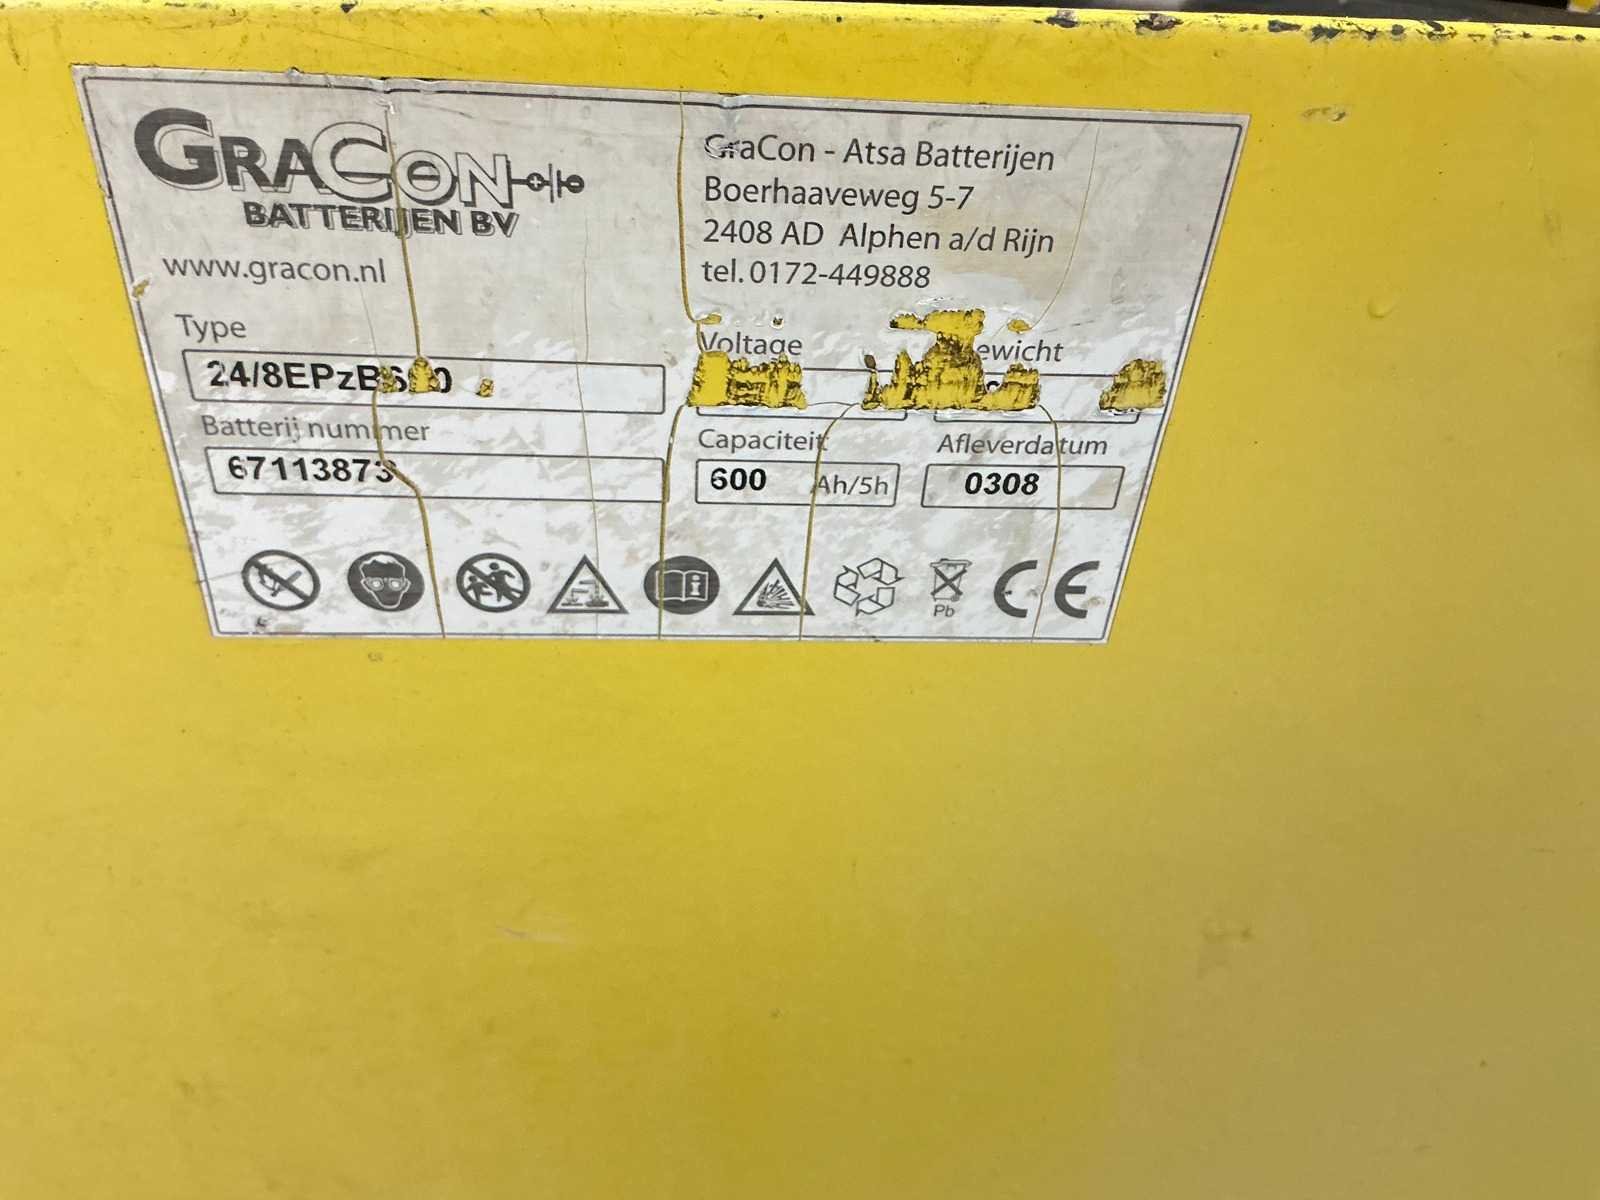 GRACON
BATTERIJEN BV
www.gracon.nl
GraCon - Atsa Batterijen
Boerhaaveweg 5-7
2408 AD Alphen a/d Rijn
tel. 0172-449888
Type
Voltage
Batterij nummer
67113873
Capaciteit
600 Ah/5h
Afleverdatum
0308
Pb
CE